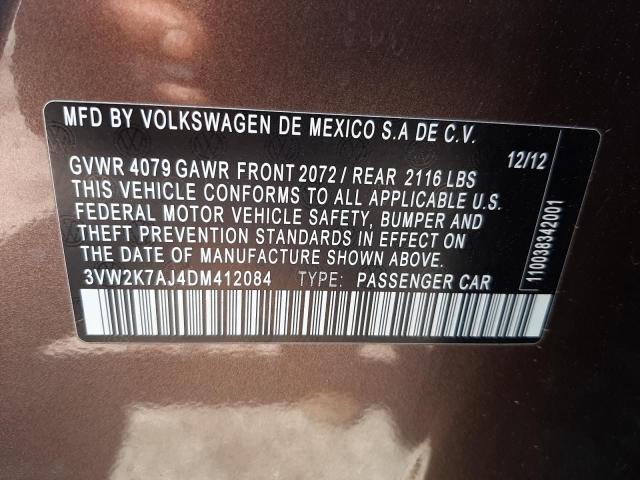 MFD BY VOLKSWAGEN DE MEXICO S.A DE C.V.
12/12
GVWR 4079 GAWR FRONT 2072 / REAR 2116 LBS
THIS VEHICLE CONFORMS TO ALL APPLICABLE U.S.
FEDERAL MOTOR VEHICLE SAFETY, BUMPER AND
THEFT PREVENTION STANDARDS IN EFFECT ON
DATE OF MANUFACTURE SHOWN ABOVE.
3VW2K7AJ4DM412084 TYPE: PASSENGER CAR
110038342001